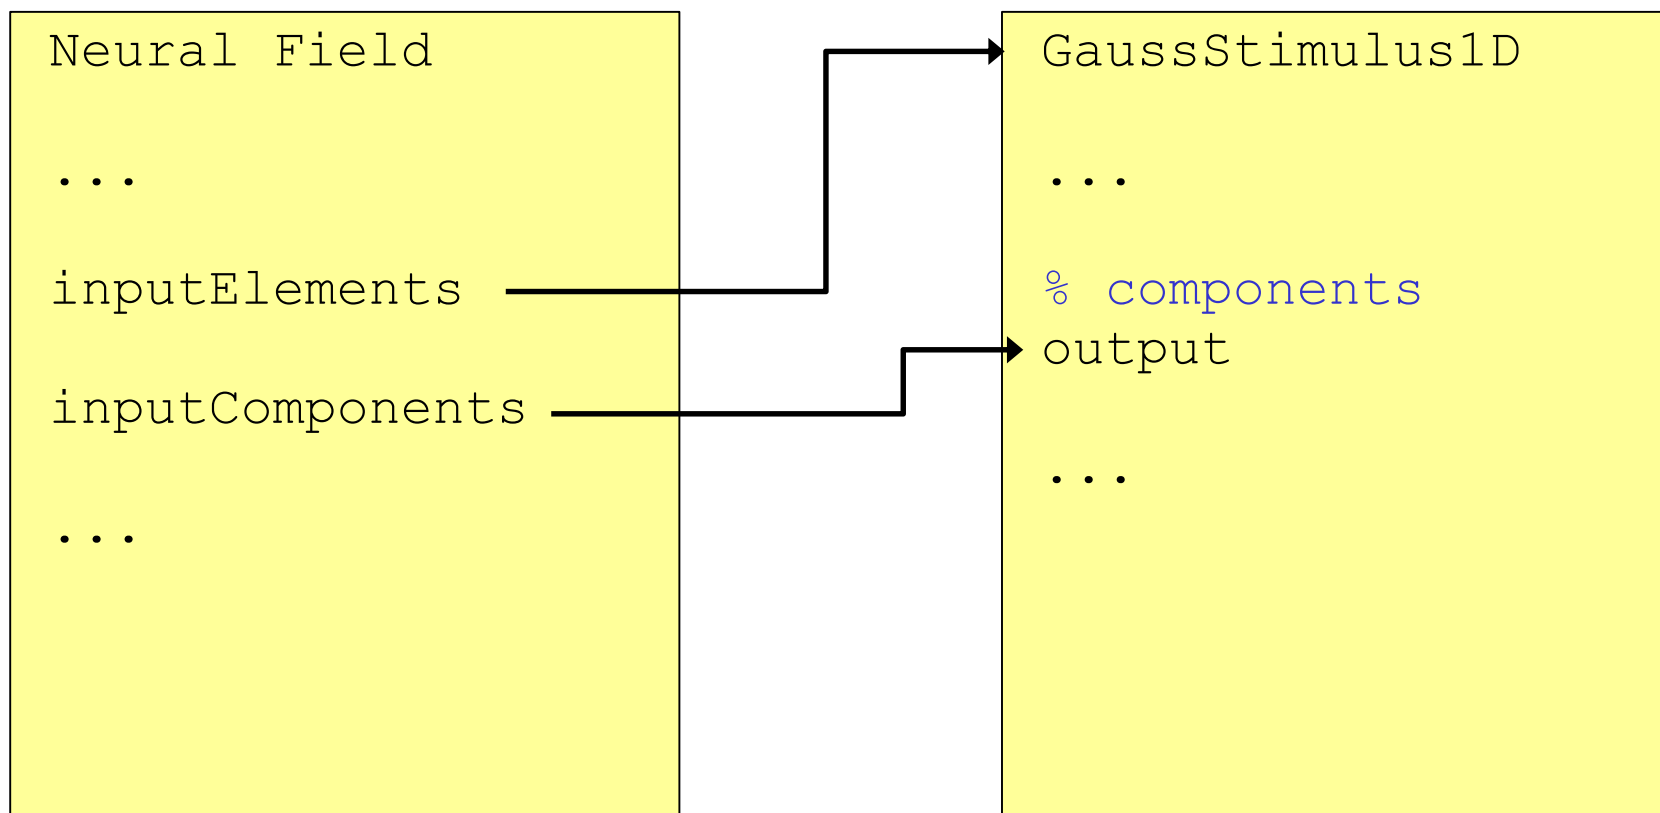 Neural Field
...
inputElements
inputComponents
...
GaussStimulus1D
...
% components
output
...